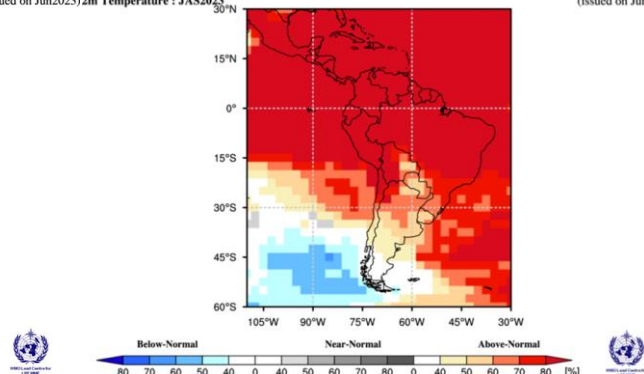 ued on Jun2023) 2m Temperature : JAS2023
(Issued on Jun
30°N
15°N
0°
15°S
30°S
45°S
60°S
105°W 90°W 75°W 60°W 45°W 30°W
Below-Normal Near-Normal Above-Normal
80 70 60 50 40 0 40 50 60 70 80 0 40 50 60 70 80 [%]